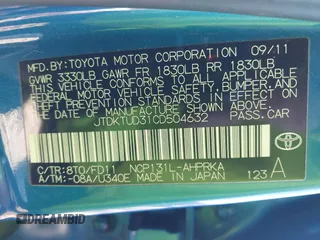 MFD.BY:TOYOTA MOTOR CORPORATION 09/11
GVWR 3330LB GAWR FR 1830LB RR 1830LB
THIS VEHICLE CONFORMS TO ALL APPLICABLE
FEDERAL MOTOR VEHICLE SAFETY, BUMPER, AND
THEFT PREVENTION STANDARDS IN EFFECT ON
THE DATE OF MANUFACTURE SHOWN ABOVE.
JTDKTUD31CD504632 PASS.CAR
TOYOTA
C/TR:8T0/FD11 NCP131L-AHPRKA
A/TM:-08A/U340E MADE IN JAPAN 123 A
DREAMBID